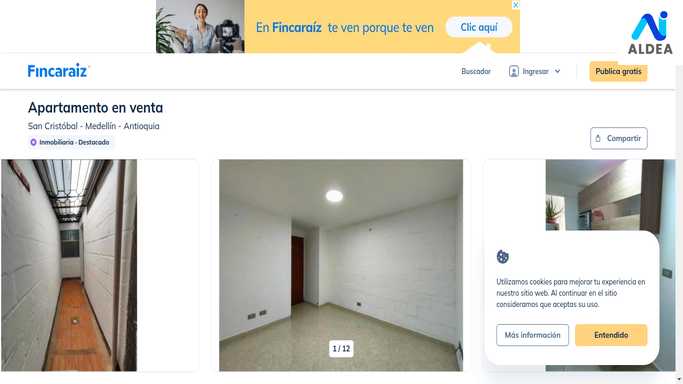 En Fincaraíz te ven porque te ven
Clic aquí
ALDEA
Fincaraiz
Buscador
Ingresar
Publica gratis
Apartamento en venta
San Cristóbal - Medellín - Antioquia
Inmobiliaria · Destacado
Compartir
1 / 12
Utilizamos cookies para mejorar tu experiencia en
nuestro sitio web. Al continuar en el sitio
consideramos que aceptas su uso.
Más información
Entendido